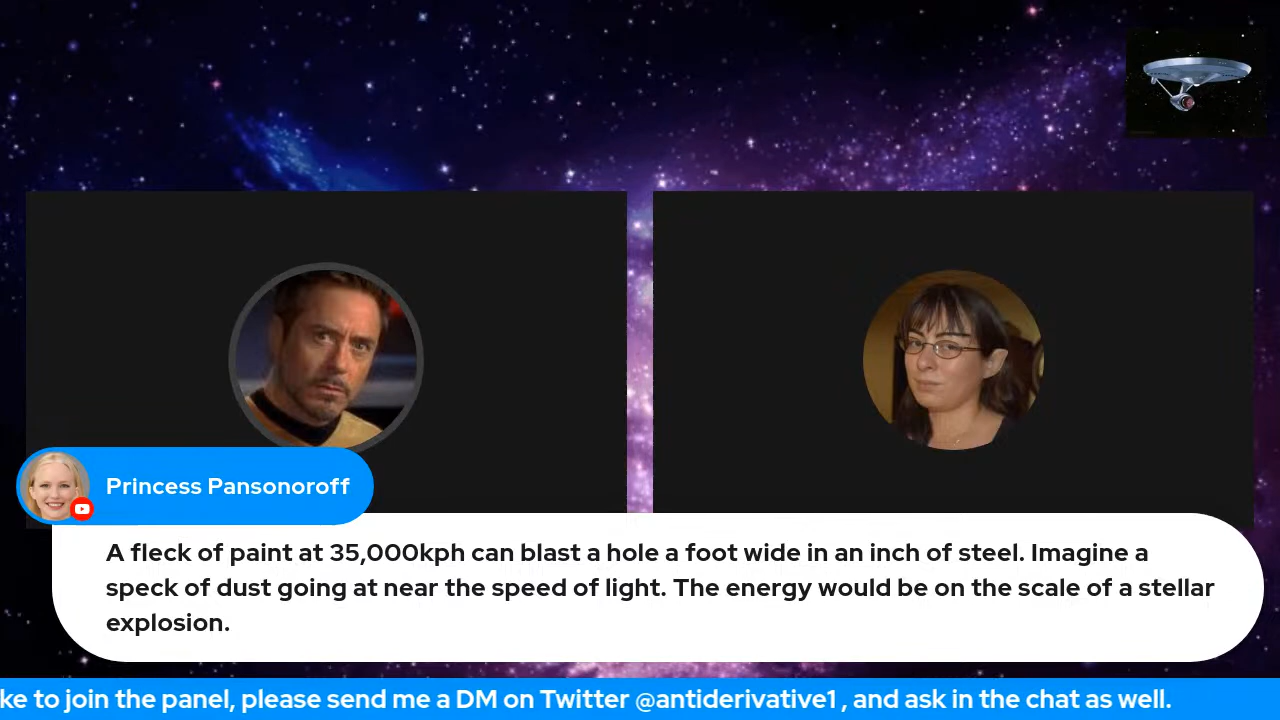 Princess Pansonoroff
A fleck of paint at 35,000kph can blast a hole a foot wide in an inch of steel. Imagine a
speck of dust going at near the speed of light. The energy would be on the scale of a stellar
explosion.
ke to join the panel, please send me a DM on Twitter @antiderivative1 , and ask in the chat as well.